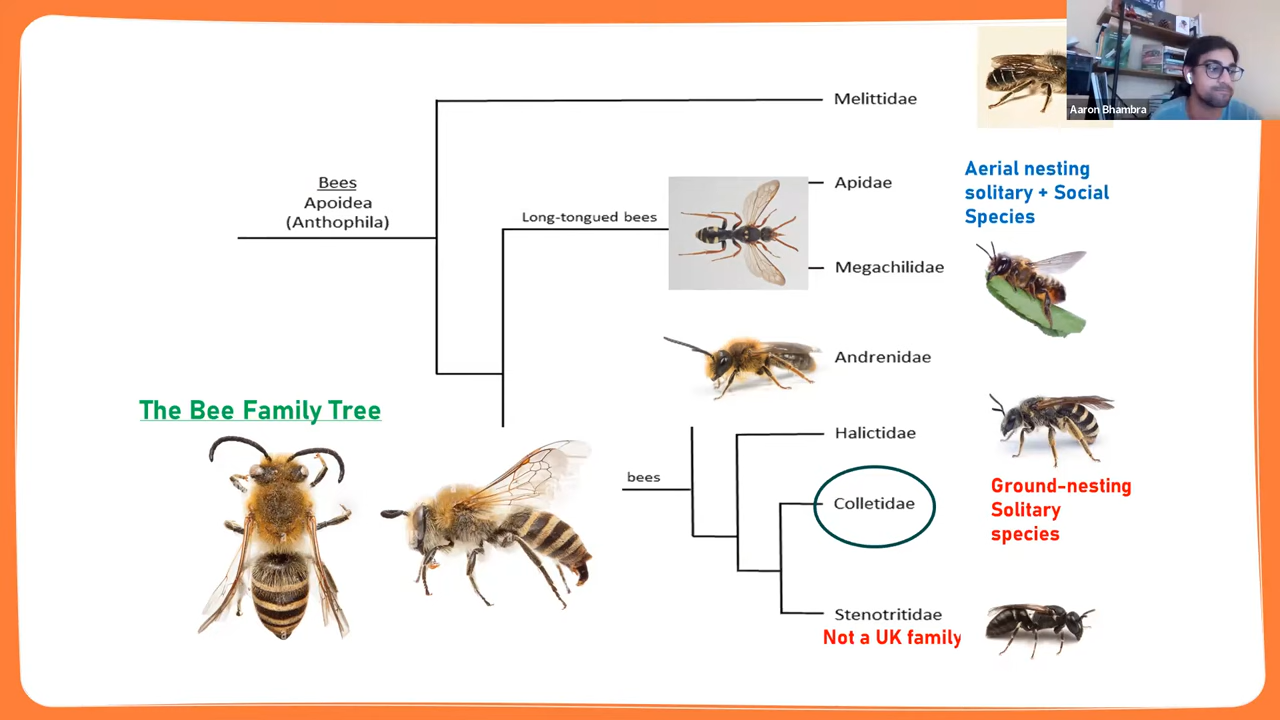 Aaron Bhambra
Melittidae
Bees
Apoidea
(Anthophila)
Apidae
Aerial nesting
solitary + Social
Species
Long-tongued bees
Megachilidae
Andrenidae
The Bee Family Tree
Halictidae
bees
Colletidae
Ground-nesting
Solitary
species
Stenotritidae
Not a UK family